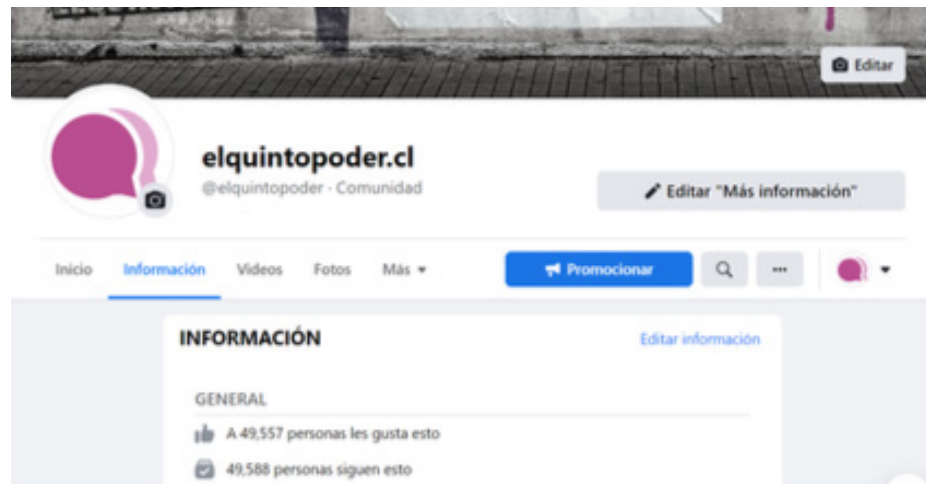 Editar
elquintopoder.cl
@elquintopoder · Comunidad
Editar "Más información"
Inicio Información Videos Fotos Más Promocionar
INFORMACIÓN Editar información
GENERAL
A 49,557 personas les gusta esto
49,588 personas siguen esto